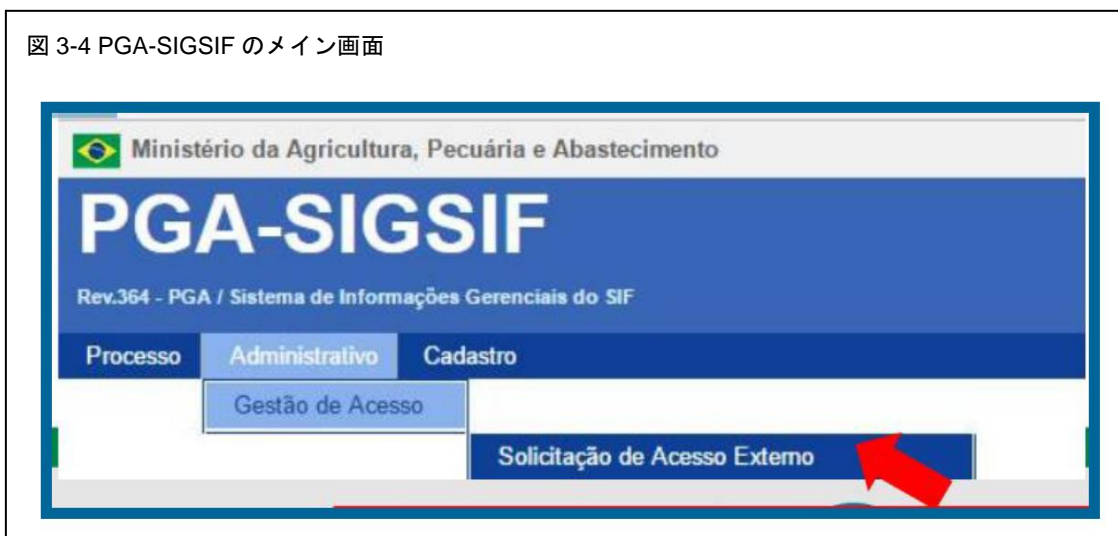 図 3-4 PGA-SIGSIF のメイン画面
Ministério da Agricultura, Pecuária e Abastecimento
PGA-SIGSIF
Rev.364 - PGA / Sistema de Informações Gerenciais do SIF
Processo Administrativo Cadastro
Gestão de Acesso
Solicitação de Acesso Externo